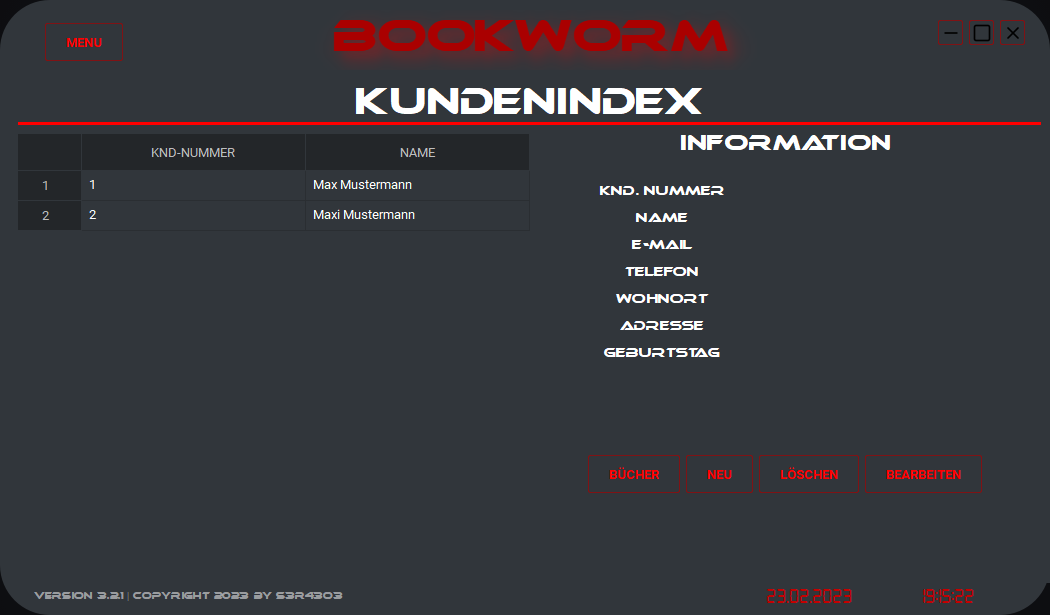 MENU
BOOKWORM
KUNDENINDEX
KND-NUMMER NAME
1 1 Max Mustermann
2 2 Maxi Mustermann
INFORMATION
KND. NUMMER
NAME
E-MAIL
TELEFON
WOHNORT
ADRESSE
GEBURTSTAG
BÜCHER NEU LÖSCHEN BEARBEITEN
VERSION 3.2.1 | COPYRIGHT 2023 BY S3R43O3 23.02.2023 19:15:22